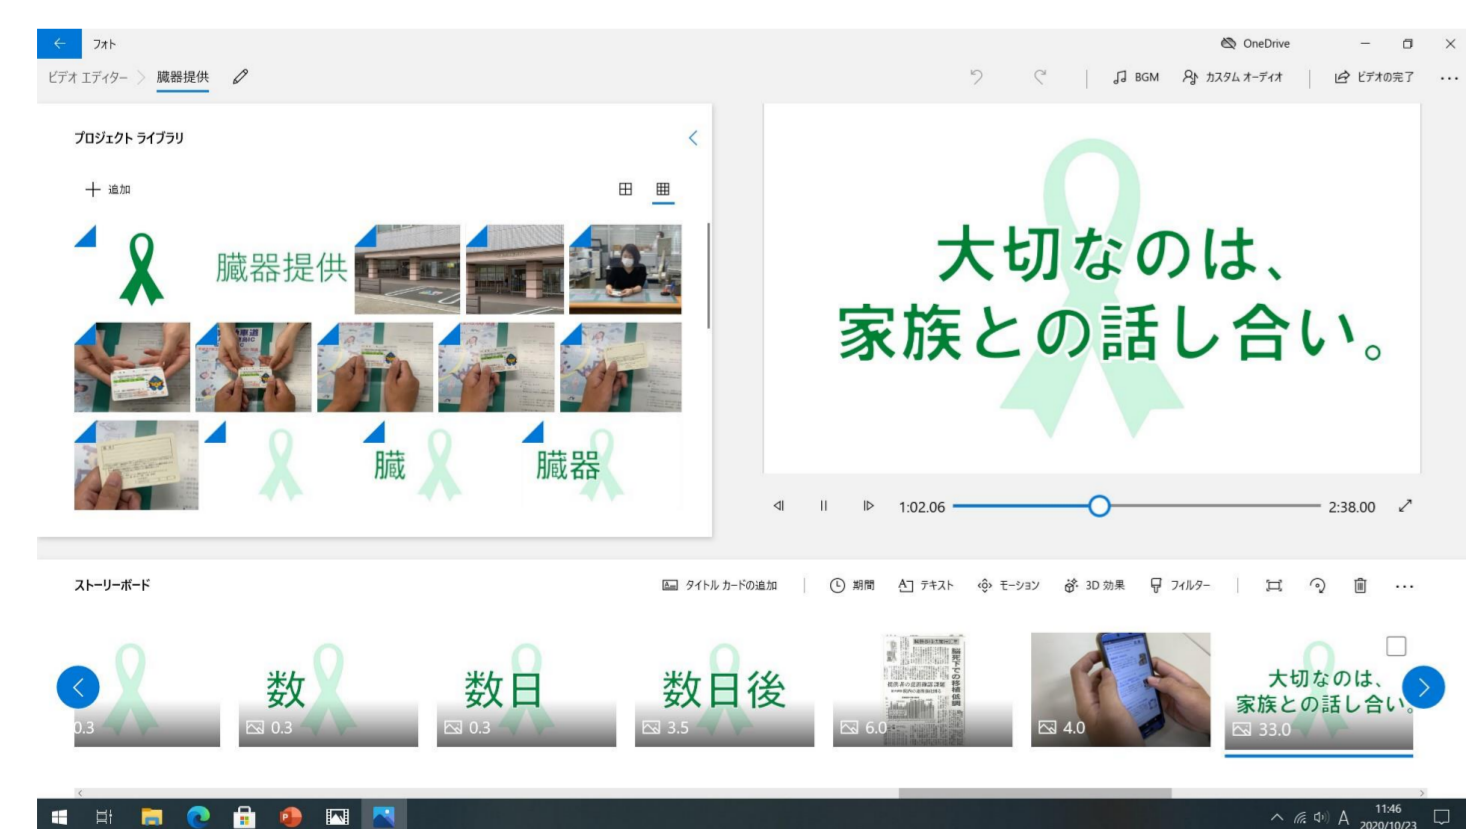 フォト
OneDrive
ビデオ エディター
臓器提供
BGM
カスタム オーディオ
ビデオの完了
プロジェクト ライブラリ
追加
臓器提供
臓
臓器
大切なのは、
家族との話し合い。
1:02.06
2:38.00
ストーリーボード
タイトル カードの追加
期間
テキスト
モーション
3D 効果
フィルター
0.3
数
0.3
数日
0.3
数日後
3.5
6.0
4.0
大切なのは、
家族との話し合い。
33.0
A
11:46
2020/10/23